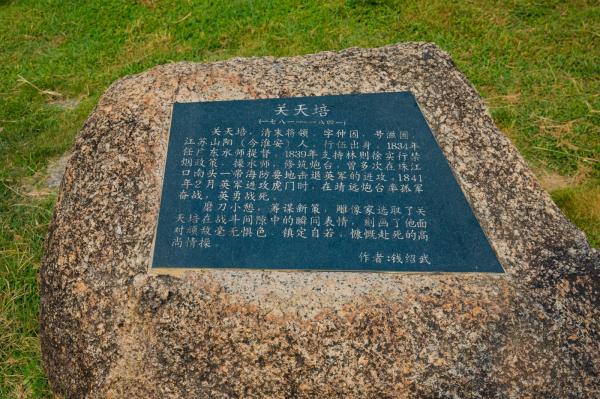 关天培
(一七八一——一八四一)
关天培，清末将领，字仲因，号滋圃，
江苏山阳（今淮安）人，行伍出身。1834年
任广东水师提督，1839年支持林则徐实行禁
烟政策，操水师，修筑炮台，曾多次在珠江
口南头一带海防要地击退英军的进攻。1841
年2月英军进攻虎门时，在靖远炮台率孤军
奋战，英勇战死。
磨刀小憩，筹谋新策，雕像家选取了关
天培在战斗间隙中的瞬间表情，刻画了他面
对顽敌毫无惧色、镇定自若、慷慨赴死的高
尚情操。
作者:钱绍武